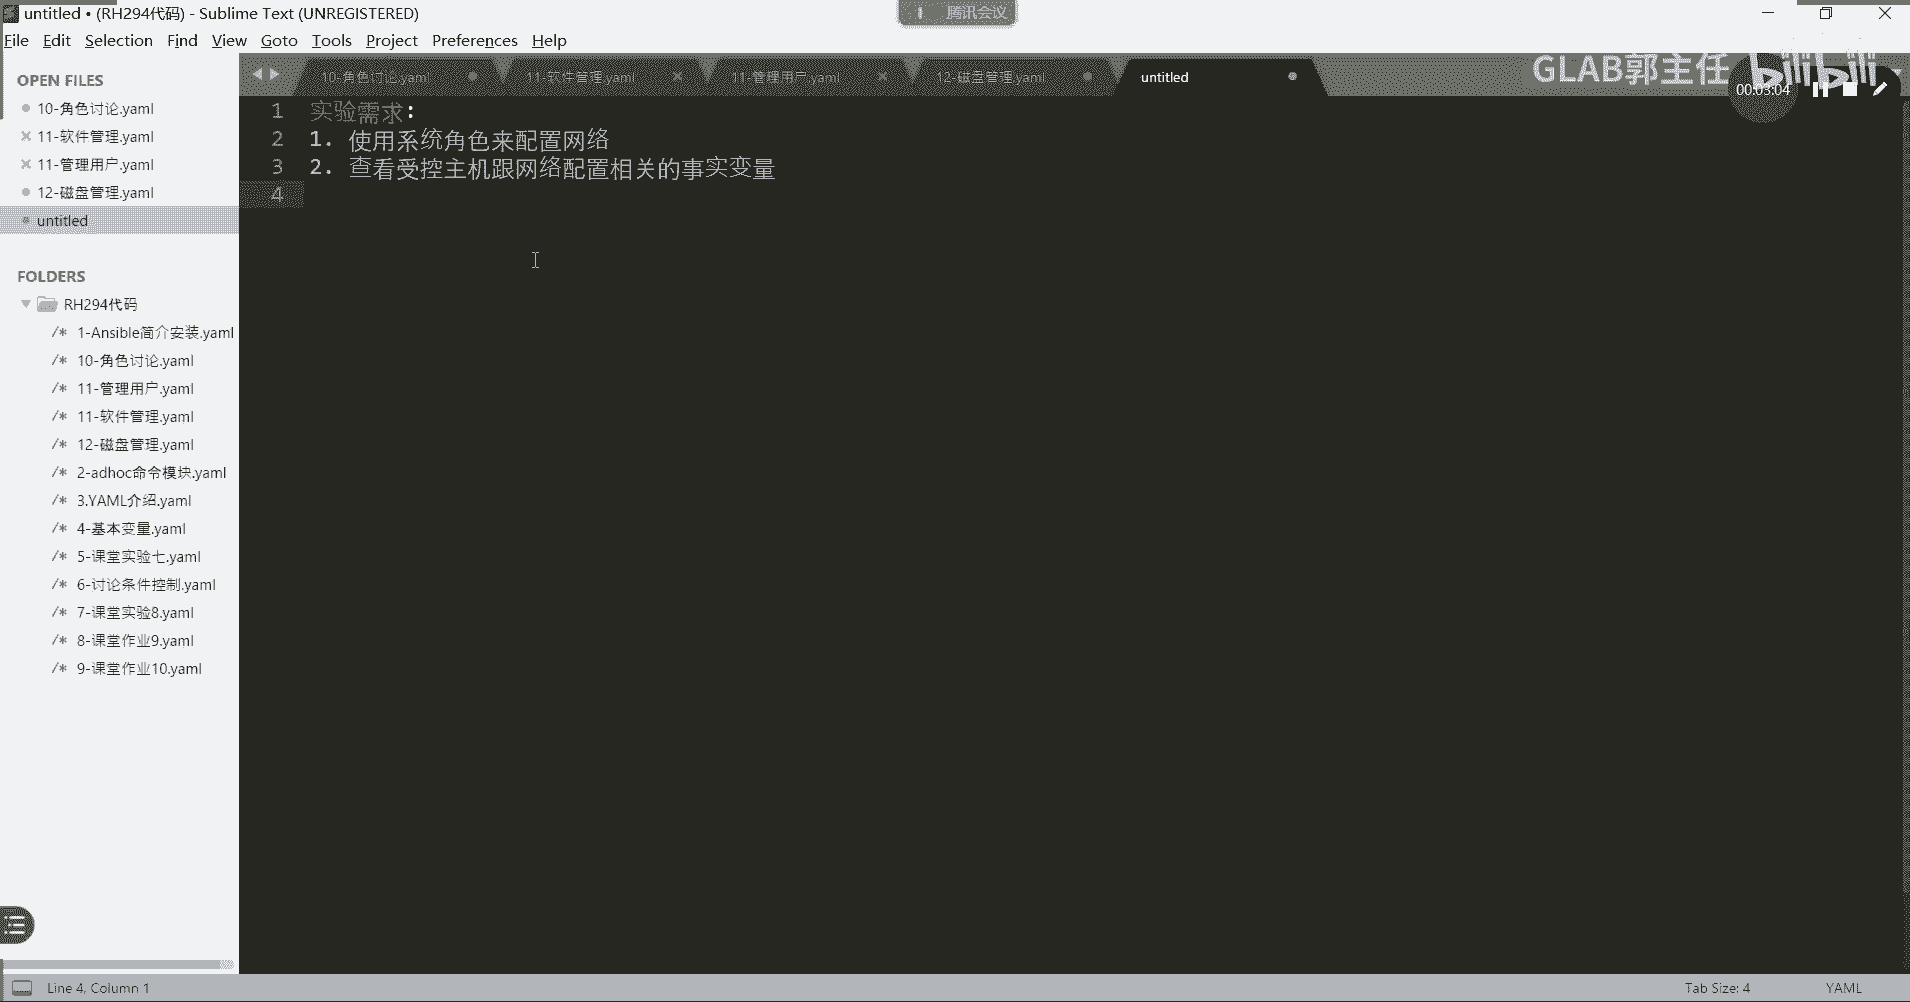 untitled • (RH294代码) - Sublime Text (UNREGISTERED)
腾讯会议
File Edit Selection Find View Goto Tools Project Preferences Help
OPEN FILES
10-角色讨论.yaml
11-软件管理.yaml
11-管理用户.yaml
12-磁盘管理.yaml
untitled
FOLDERS
RH294代码
/* 1-Ansible简介安装.yaml
/* 10-角色讨论.yaml
/* 11-管理用户.yaml
/* 11-软件管理.yaml
/* 12-磁盘管理.yaml
/* 2-adhoc命令模块.yaml
/* 3.YAML介绍.yaml
/* 4-基本变量.yaml
/* 5-课堂实验七.yaml
/* 6-讨论条件控制.yaml
/* 7-课堂实验8.yaml
/* 8-课堂作业9.yaml
/* 9-课堂作业10.yaml
10-角色讨论.yaml 11-软件管理.yaml 11-管理用户.yaml 12-磁盘管理.yaml untitled
GLAB郭主任 bilibili
00:03:04
1 实验需求:
2 1. 使用系统角色来配置网络
3 2. 查看受控主机跟网络配置相关的事实变量
4
Line 4, Column 1
Tab Size: 4
YAML